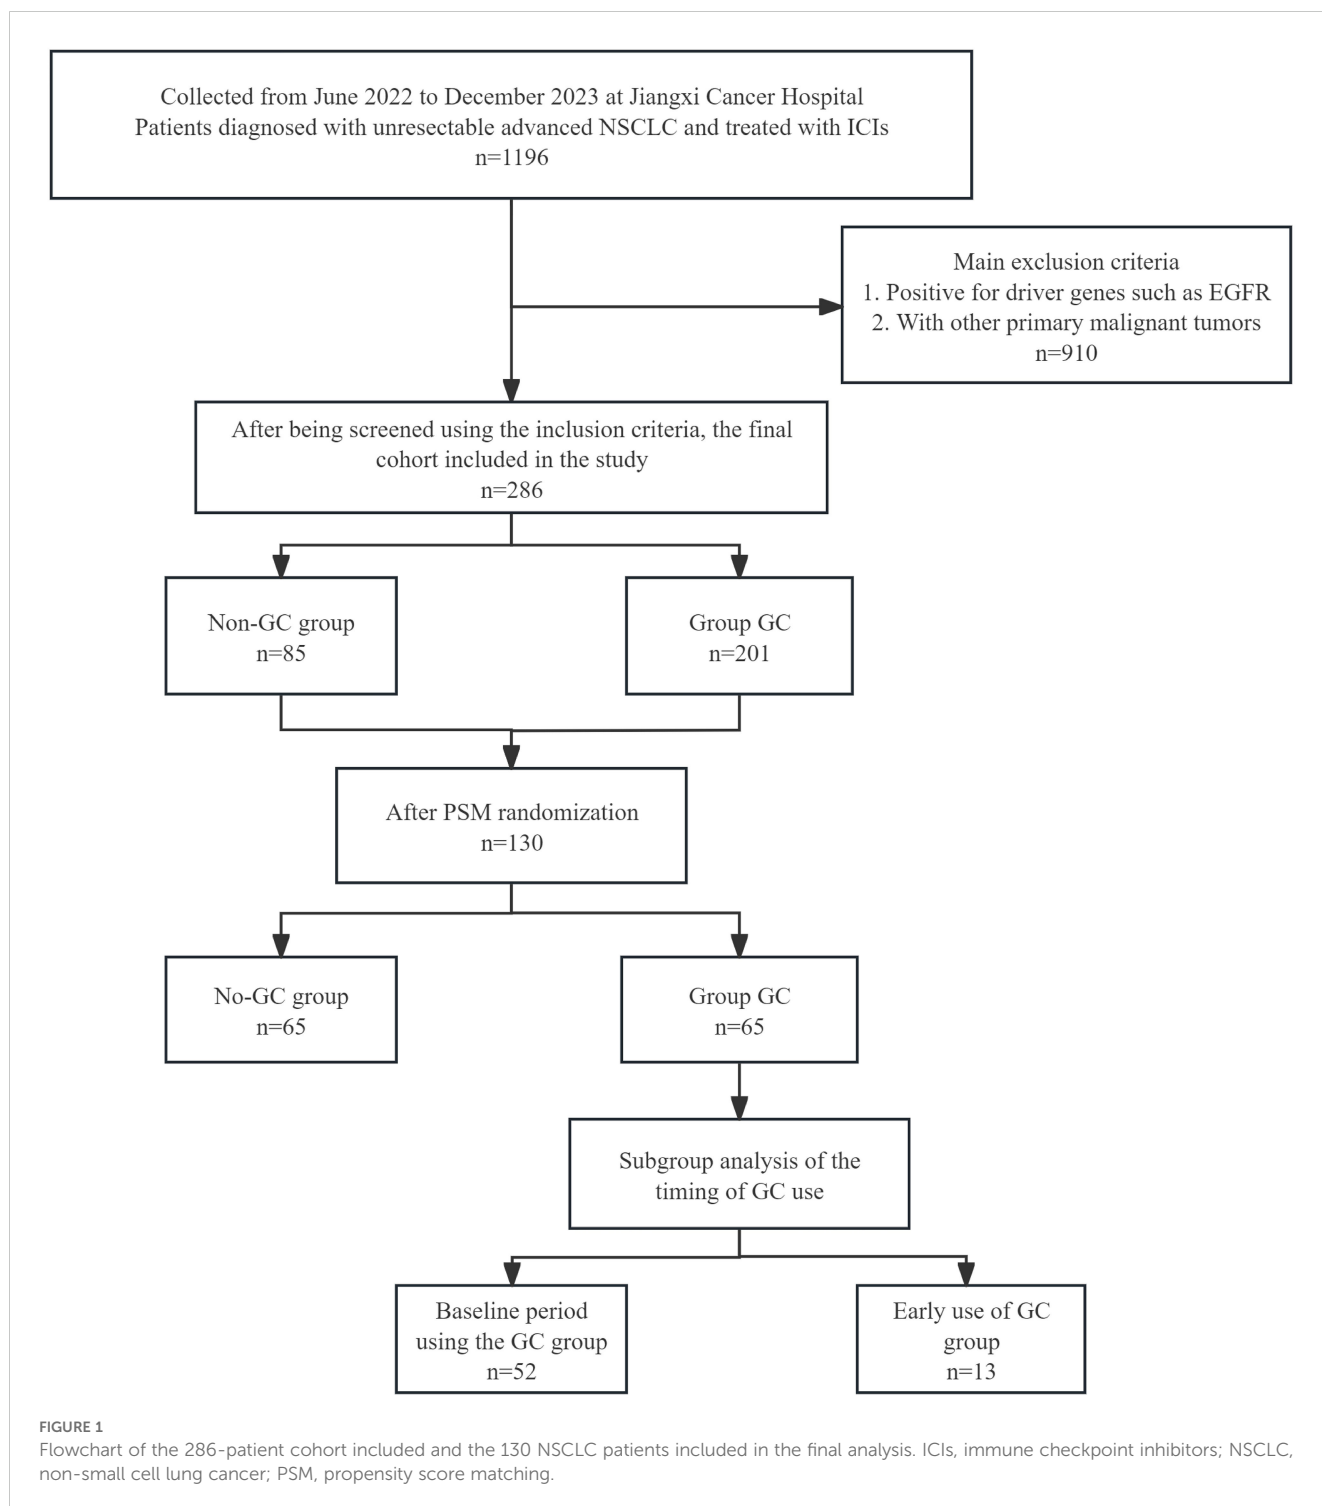 Collected from June 2022 to December 2023 at Jiangxi Cancer Hospital
Patients diagnosed with unresectable advanced NSCLC and treated with ICIs
n=1196
Main exclusion criteria
1. Positive for driver genes such as EGFR
2. With other primary malignant tumors
n=910
After being screened using the inclusion criteria, the final
cohort included in the study
n=286
Non-GC group
n=85
Group GC
n=201
After PSM randomization
n=130
No-GC group
n=65
Group GC
n=65
Subgroup analysis of the
timing of GC use
Baseline period
using the GC group
n=52
Early use of GC
group
n=13
FIGURE 1
Flowchart of the 286-patient cohort included and the 130 NSCLC patients included in the final analysis. ICIs, immune checkpoint inhibitors; NSCLC,
non-small cell lung cancer; PSM, propensity score matching.